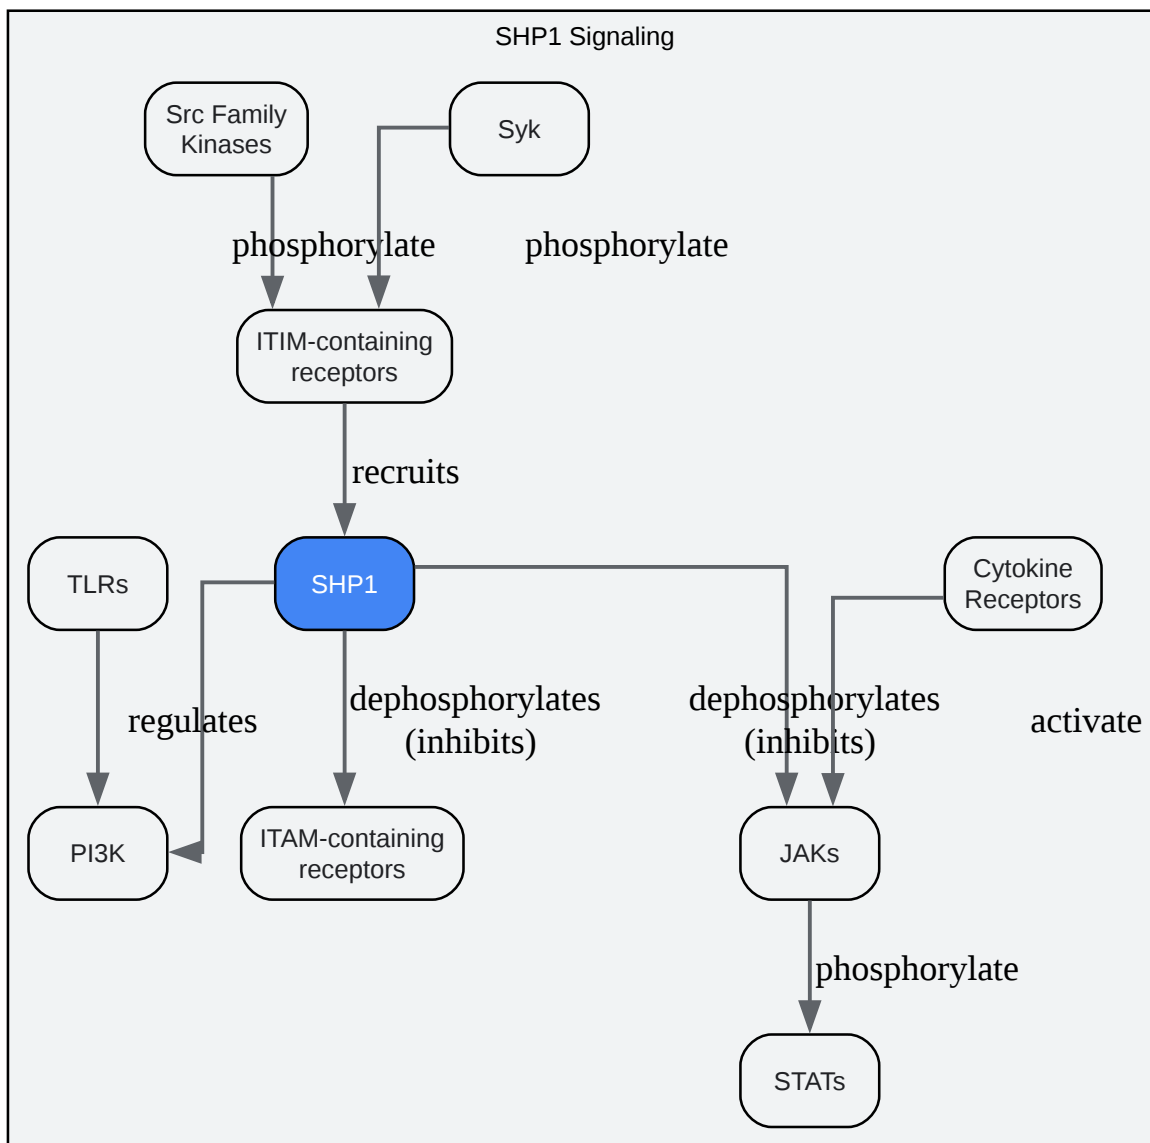 SHP1 Signaling
Src Family
Kinases
Syk
phosphorylate
phosphorylate
ITIM-containing
receptors
recruits
TLRs
SHP1
Cytokine
Receptors
regulates
dephosphorylates
(inhibits)
dephosphorylates
(inhibits)
activate
PI3K
ITAM-containing
receptors
JAKs
phosphorylate
STATs